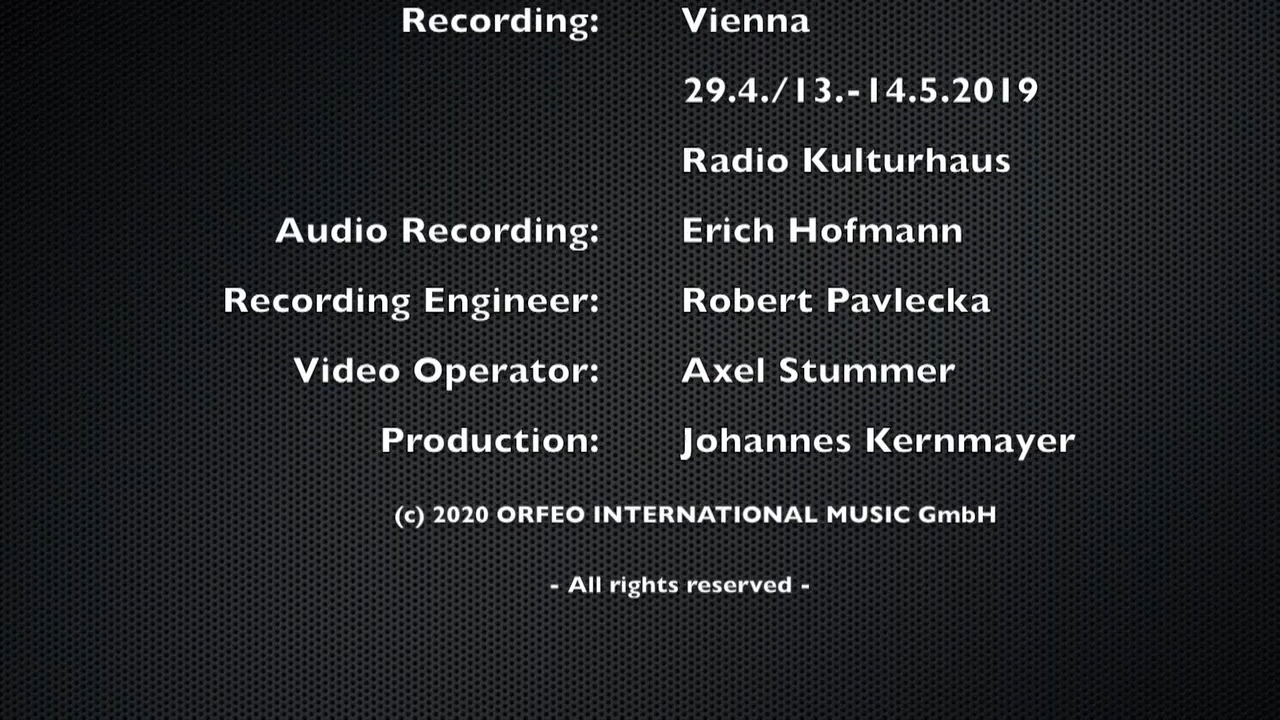 Recording: Vienna
29.4./13.-14.5.2019
Radio Kulturhaus
Audio Recording: Erich Hofmann
Recording Engineer: Robert Pavlecka
Video Operator: Axel Stummer
Production: Johannes Kernmayer
(c) 2020 ORFEO INTERNATIONAL MUSIC GmbH
- All rights reserved -